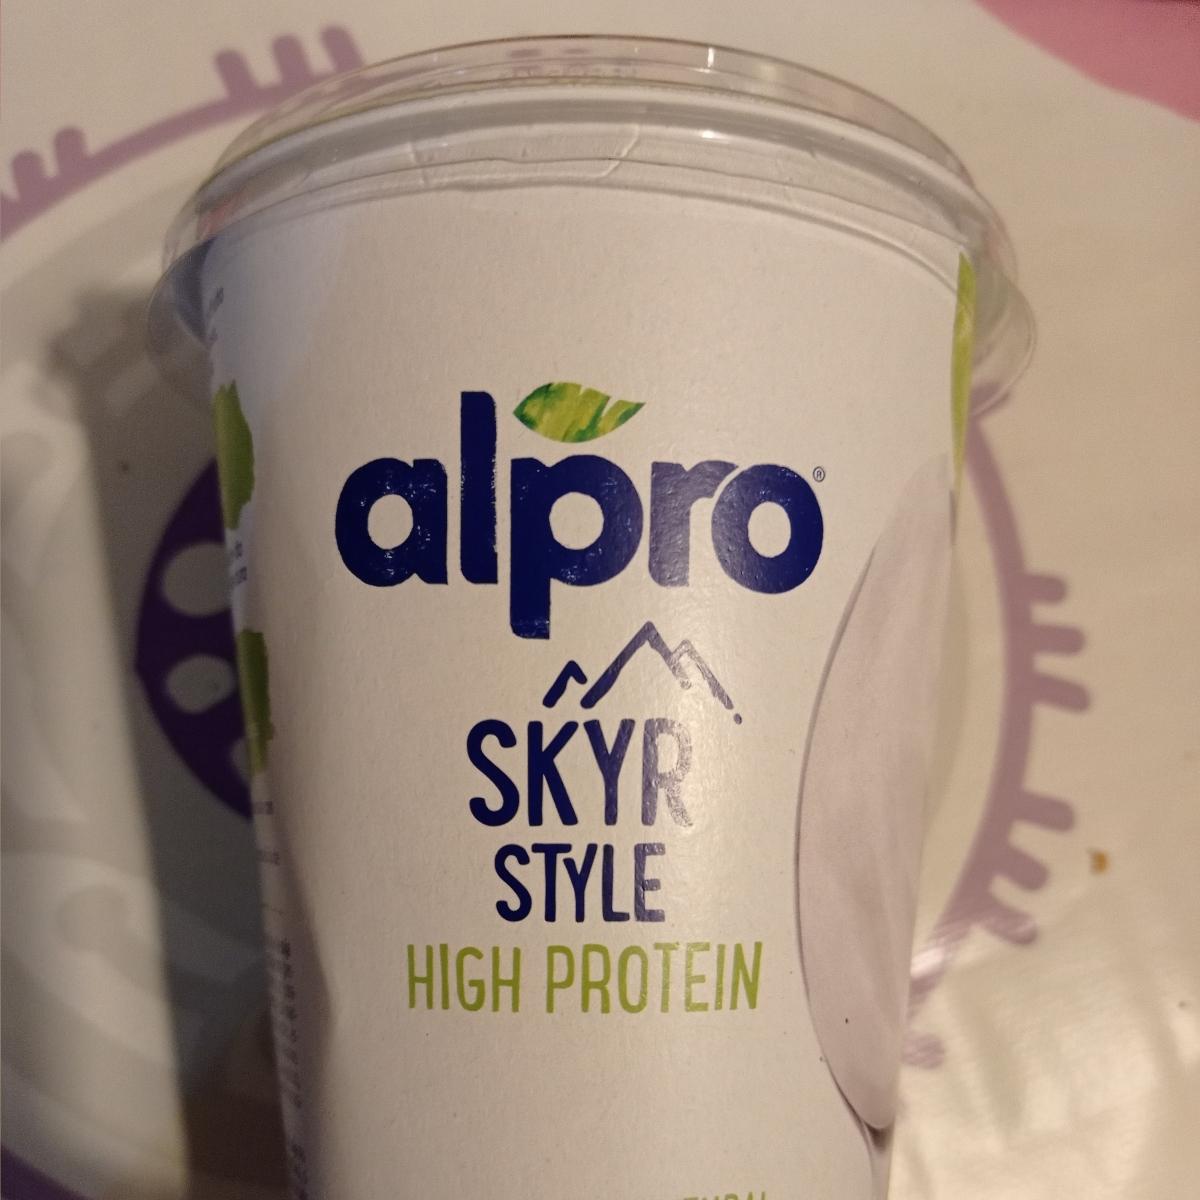 alpro®
SKYR
STYLE
HIGH PROTEIN